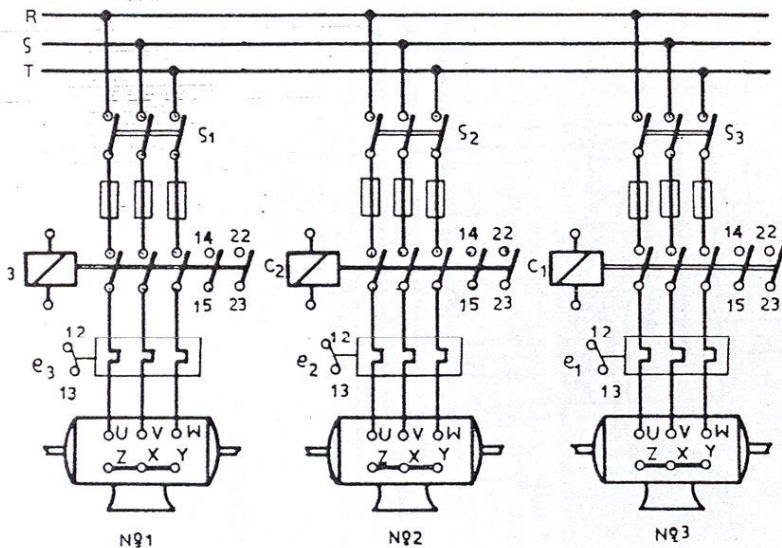 R
S
T
S1 S2 S3
14 22 14 22 14 22
3 C2 C1
15 23 15 23 15 23
12 12 12
e3 e2 e1
13 13 13
U V W U V W U V W
Z X Y Z X Y Z X Y
Nº1 Nº2 Nº3